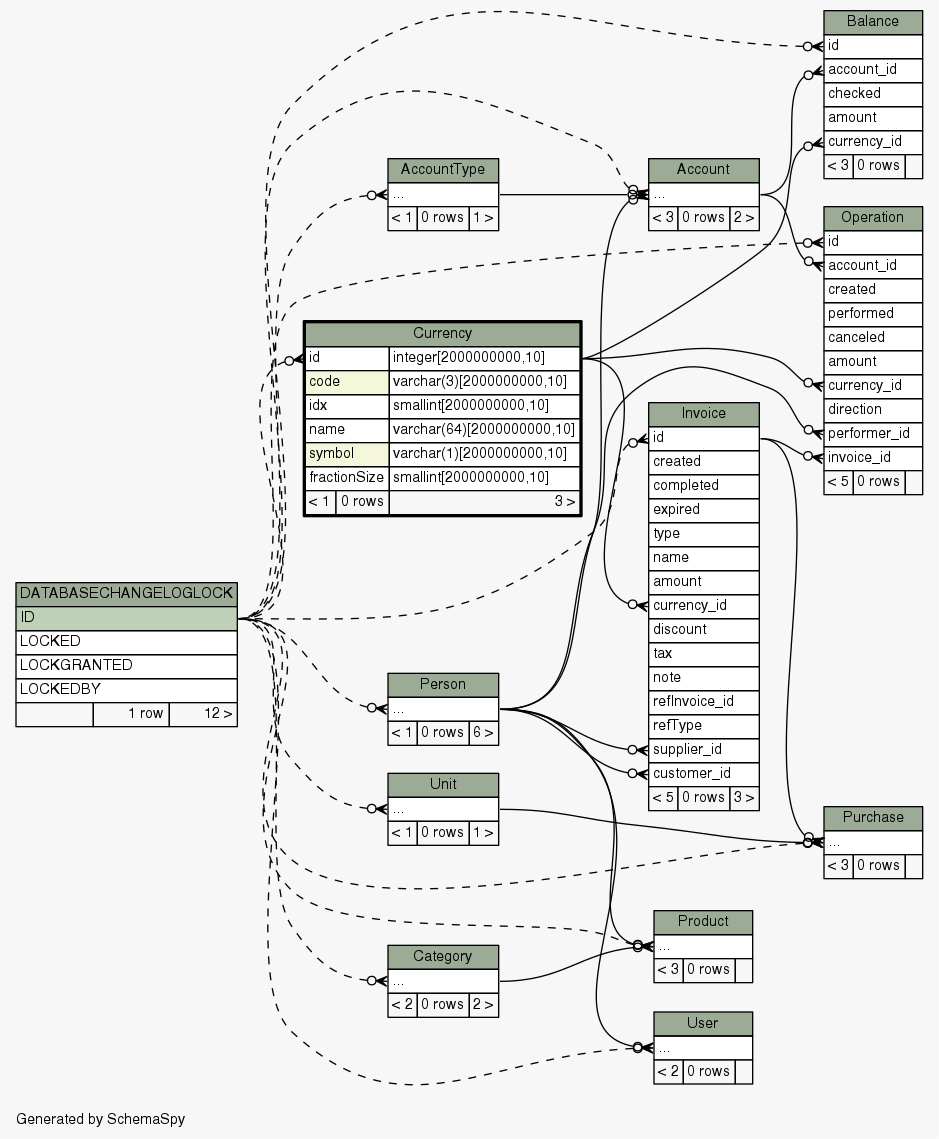 Balance
id
account_id
checked
amount
currency_id
< 3 0 rows
AccountType
...
< 1 0 rows 1 >
Account
...
< 3 0 rows 2 >
Operation
id
account_id
created
performed
canceled
amount
currency_id
direction
performer_id
invoice_id
< 5 0 rows
Currency
id integer[2000000000,10]
code varchar(3)[2000000000,10]
idx smallint[2000000000,10]
name varchar(64)[2000000000,10]
symbol varchar(1)[2000000000,10]
fractionSize smallint[2000000000,10]
< 1 0 rows 3 >
Invoice
id
created
completed
expired
type
name
amount
currency_id
discount
tax
note
refInvoice_id
refType
supplier_id
customer_id
< 5 0 rows 3 >
DATABASECHANGELOGLOCK
ID
LOCKED
LOCKGRANTED
LOCKEDBY
1 row 12 >
Person
...
< 1 0 rows 6 >
Unit
...
< 1 0 rows 1 >
Purchase
...
< 3 0 rows
Product
...
< 3 0 rows
Category
...
< 2 0 rows 2 >
User
...
< 2 0 rows
Generated by SchemaSpy